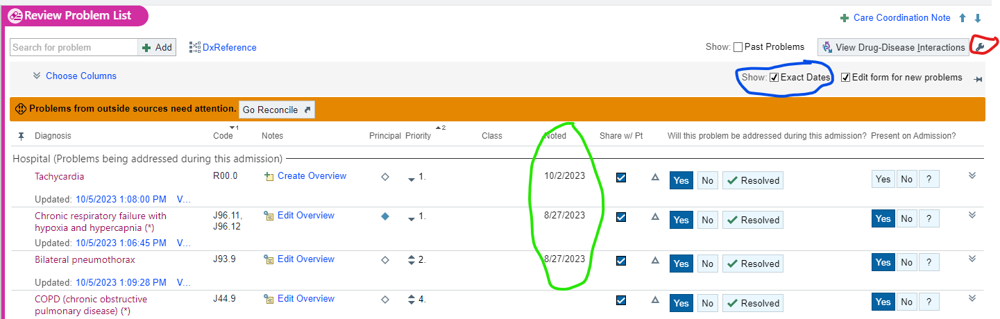 Review Problem List
Care Coordination Note
Search for problem Add DxReference Show: Past Problems View Drug-Disease Interactions
Choose Columns Show: Exact Dates Edit form for new problems
Problems from outside sources need attention. Go Reconcile
Diagnosis Code 1 Notes Principal Priority 2 Class Noted Share w/ Pt Will this problem be addressed during this admission? Present on Admission?
Hospital (Problems being addressed during this admission)
Tachycardia R00.0 Create Overview 1. 10/2/2023 Yes No Resolved Yes No ?
Updated: 10/5/2023 1:08:00 PM V...
Chronic respiratory failure with J96.11, Edit Overview 1. 8/27/2023 Yes No Resolved Yes No ?
hypoxia and hypercapnia (*) J96.12
Updated: 10/5/2023 1:06:45 PM V...
Bilateral pneumothorax J93.9 Edit Overview 2. 8/27/2023 Yes No Resolved Yes No ?
Updated: 10/5/2023 1:09:28 PM V...
COPD (chronic obstructive J44.9 Edit Overview 4. Yes No Resolved Yes No ?
pulmonary disease) (*)